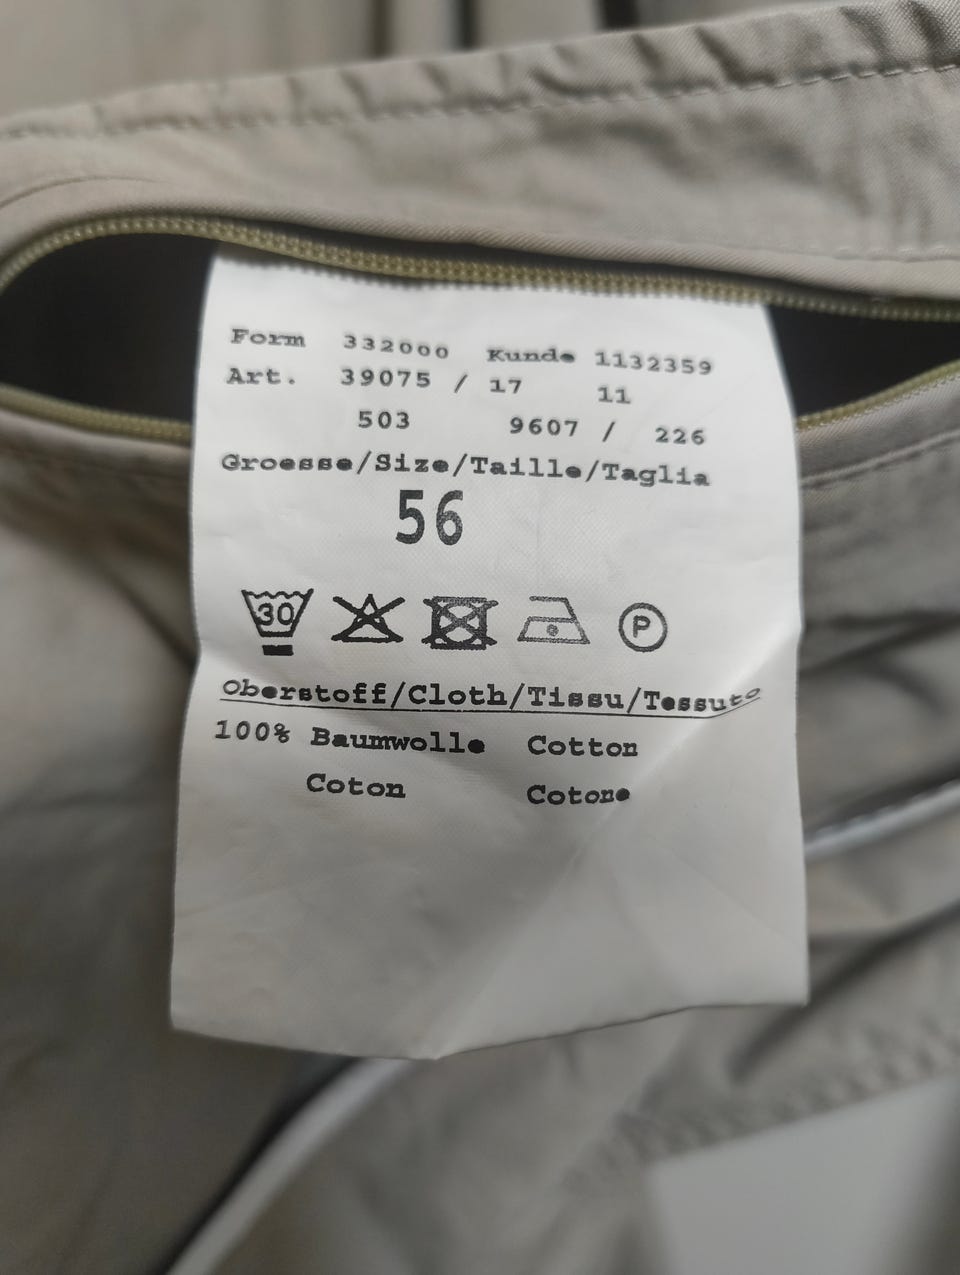 Form 332000 Kunde 1132359
Art. 39075 / 17 11
503 9607 / 226
Groesse/Size/Taille/Taglia
56
30 P
Oberstoff/Cloth/Tissu/Tessuto
100% Baumwolle Cotton
Coton Cotone